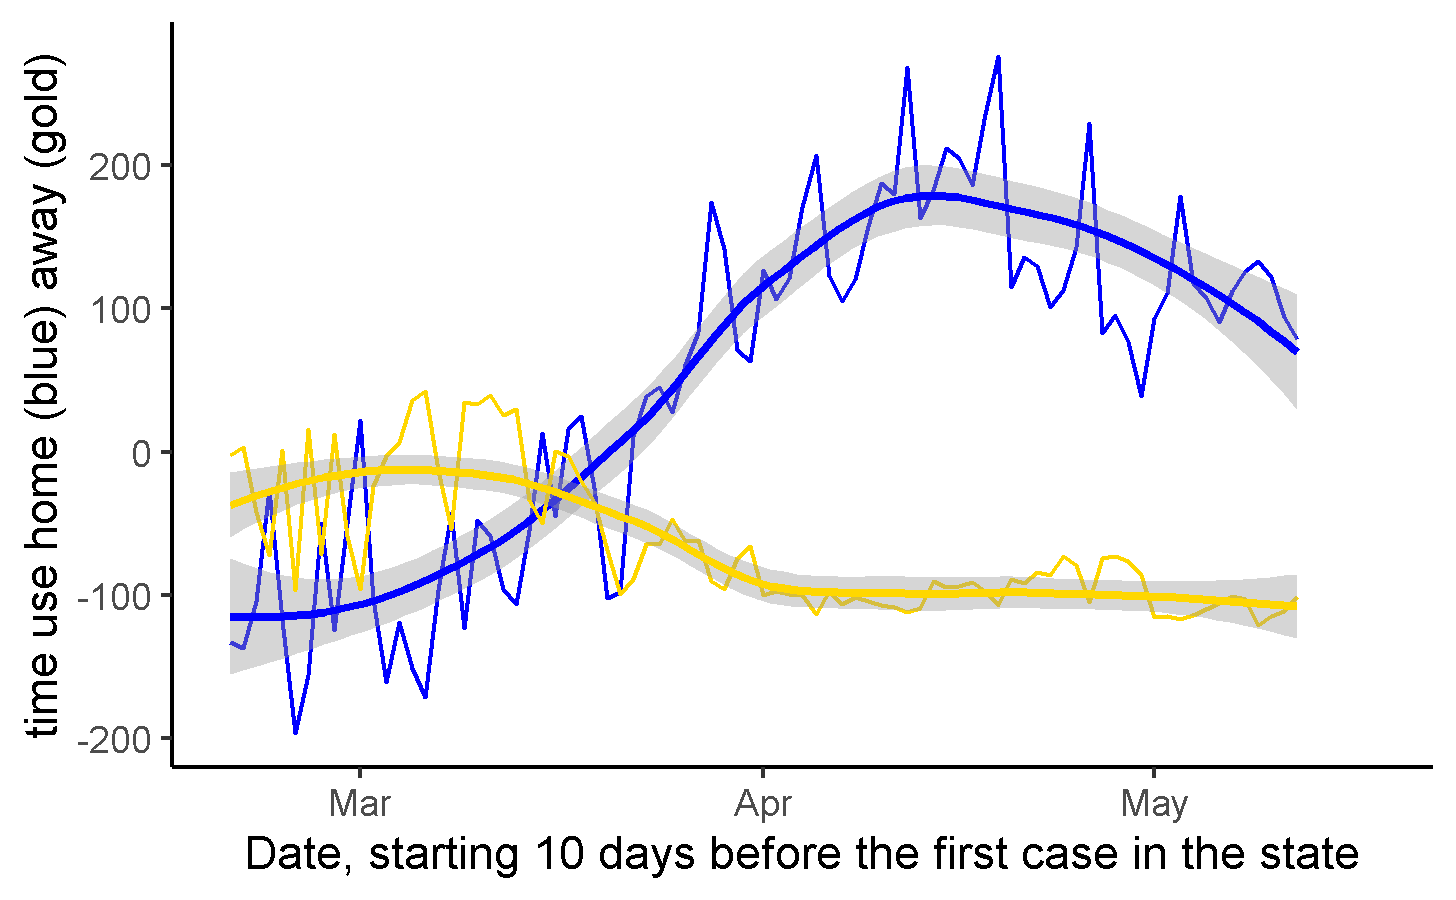 time use home (blue) away (gold)
200
100
0
-100
-200
Mar Apr May
Date, starting 10 days before the first case in the state